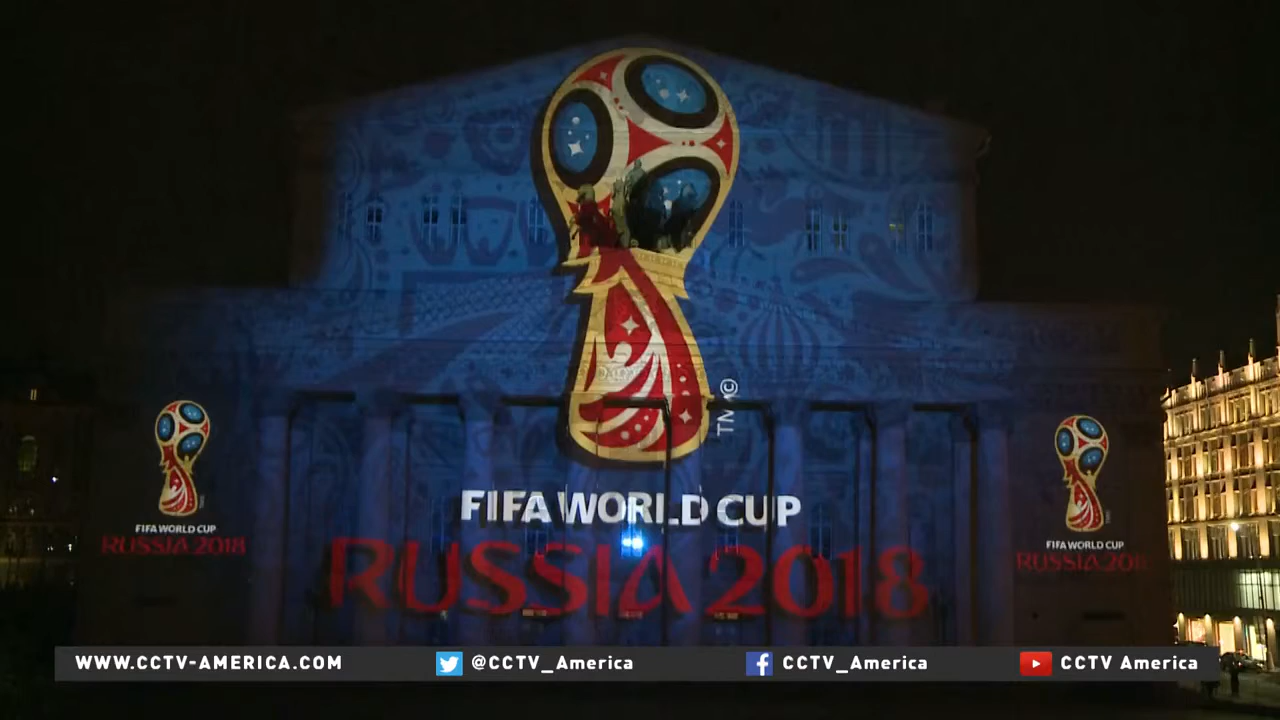 TM©
FIFA WORLD CUP
RUSSIA 2018
FIFA WORLD CUP
RUSSIA 2018
FIFA WORLD CUP
RUSSIA 2018
WWW.CCTV-AMERICA.COM
@CCTV_America
CCTV_America
CCTV America